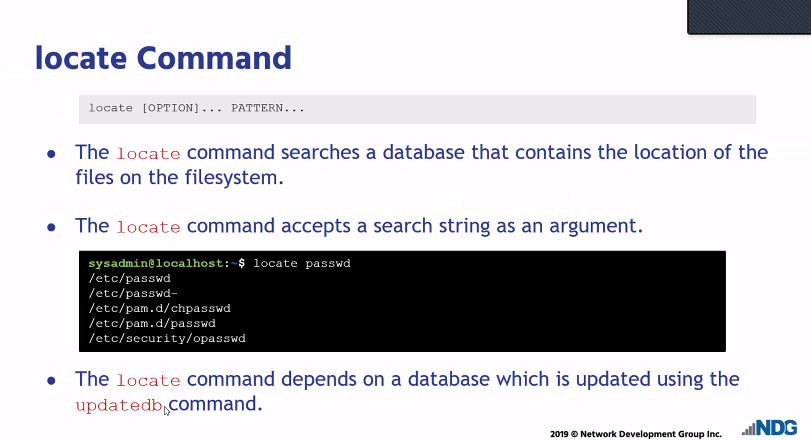 locate Command
locate [OPTION]... PATTERN...
● The locate command searches a database that contains the location of the
files on the filesystem.
● The locate command accepts a search string as an argument.
sysadmin@localhost:~$ locate passwd
/etc/passwd
/etc/passwd-
/etc/pam.d/chpasswd
/etc/pam.d/passwd
/etc/security/opasswd
● The locate command depends on a database which is updated using the
updatedb command.
2019 © Network Development Group Inc.
NDG